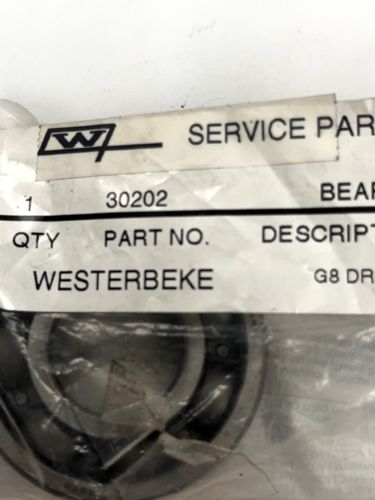 W
SERVICE PAR
1 30202 BEAR
QTY PART NO. DESCRIPT
WESTERBEKE G8 DR